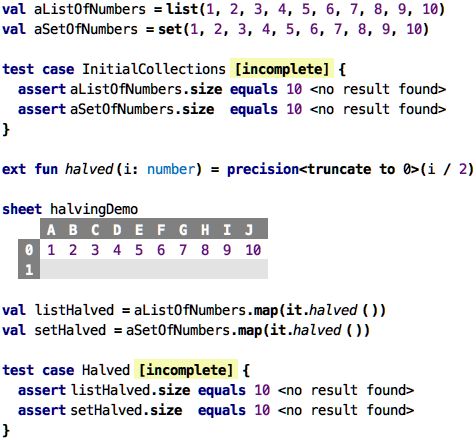 val aListOfNumbers = list(1, 2, 3, 4, 5, 6, 7, 8, 9, 10)
val aSetOfNumbers = set(1, 2, 3, 4, 5, 6, 7, 8, 9, 10)
test case InitialCollections [incomplete] {
assert aListOfNumbers.size equals 10 <no result found>
assert aSetOfNumbers.size equals 10 <no result found>
}
ext fun halved(i: number) = precision<truncate to 0>(i / 2)
sheet halvingDemo
A B C D E F G H I J
0 1 2 3 4 5 6 7 8 9 10
1
val listHalved = aListOfNumbers.map(it.halved())
val setHalved = aSetOfNumbers.map(it.halved())
test case Halved [incomplete] {
assert listHalved.size equals 10 <no result found>
assert setHalved.size equals 10 <no result found>
}